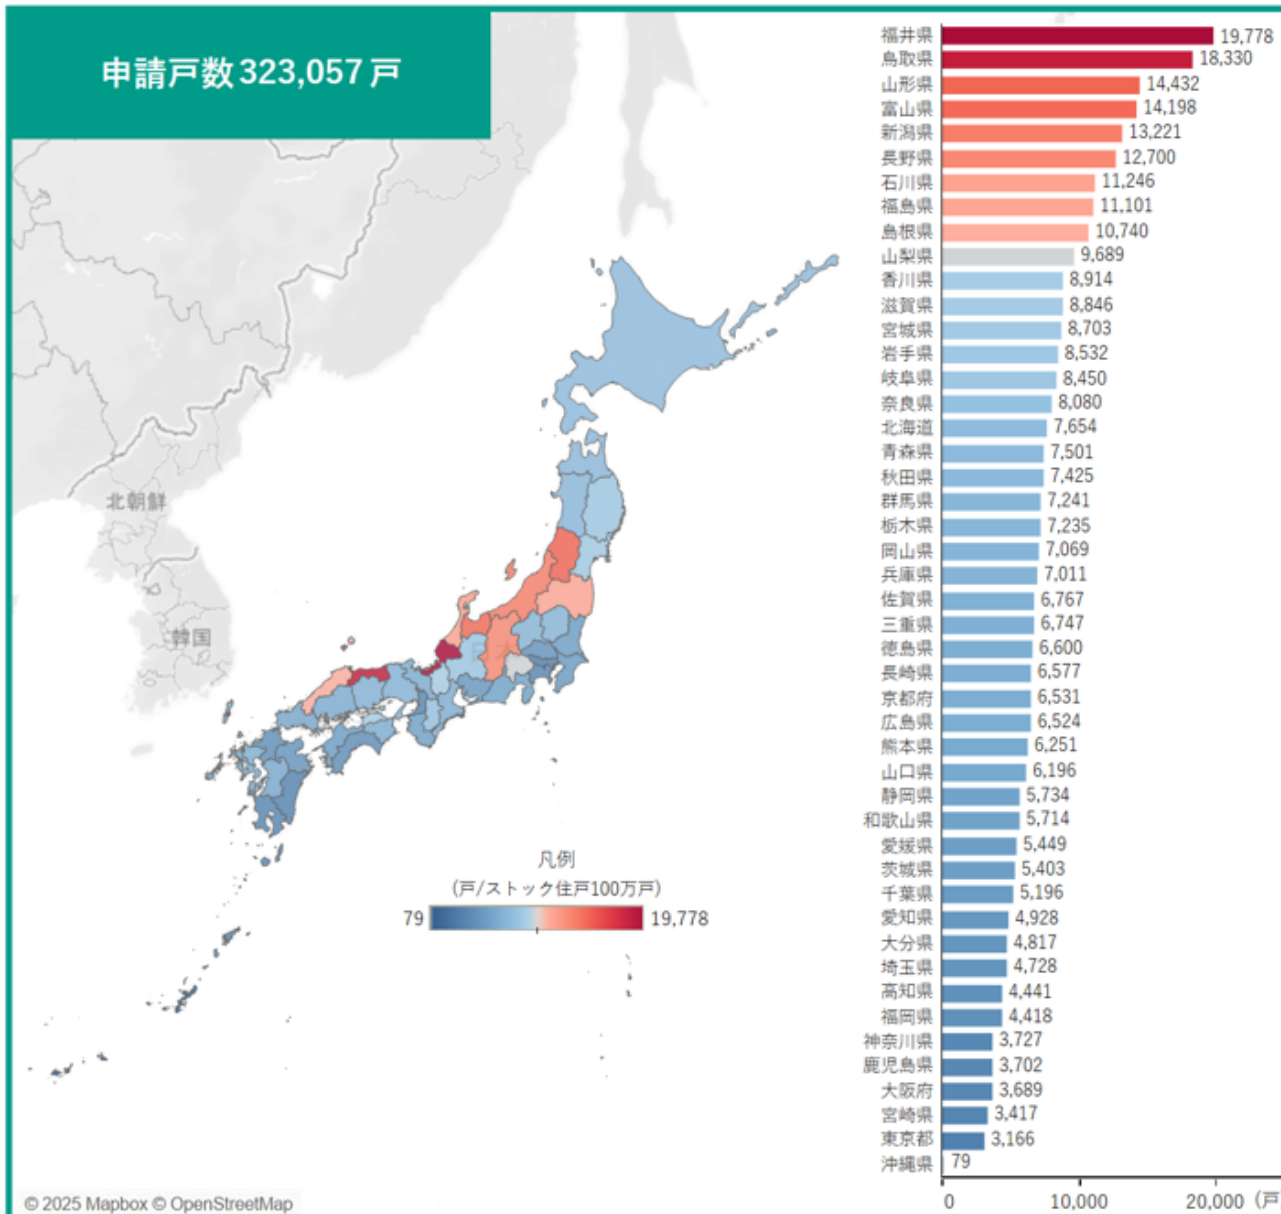 申請戸数 323,057 戸
福井県 19,778
鳥取県 18,330
山形県 14,432
富山県 14,198
新潟県 13,221
長野県 12,700
石川県 11,246
福島県 11,101
島根県 10,740
山梨県 9,689
香川県 8,914
滋賀県 8,846
宮城県 8,703
岩手県 8,532
岐阜県 8,450
奈良県 8,080
北海道 7,654
青森県 7,501
秋田県 7,425
群馬県 7,241
栃木県 7,235
岡山県 7,069
兵庫県 7,011
佐賀県 6,767
三重県 6,747
徳島県 6,600
長崎県 6,577
京都府 6,531
広島県 6,524
熊本県 6,251
山口県 6,196
静岡県 5,734
和歌山県 5,714
愛媛県 5,449
茨城県 5,403
千葉県 5,196
愛知県 4,928
大分県 4,817
埼玉県 4,728
高知県 4,441
福岡県 4,418
神奈川県 3,727
鹿児島県 3,702
大阪府 3,689
宮崎県 3,417
東京都 3,166
沖縄県 79
0 10,000 20,000 (戸
北朝鮮
韓国
凡例
(戸/ストック住戸100万戸)
79 19,778
© 2025 Mapbox © OpenStreetMap